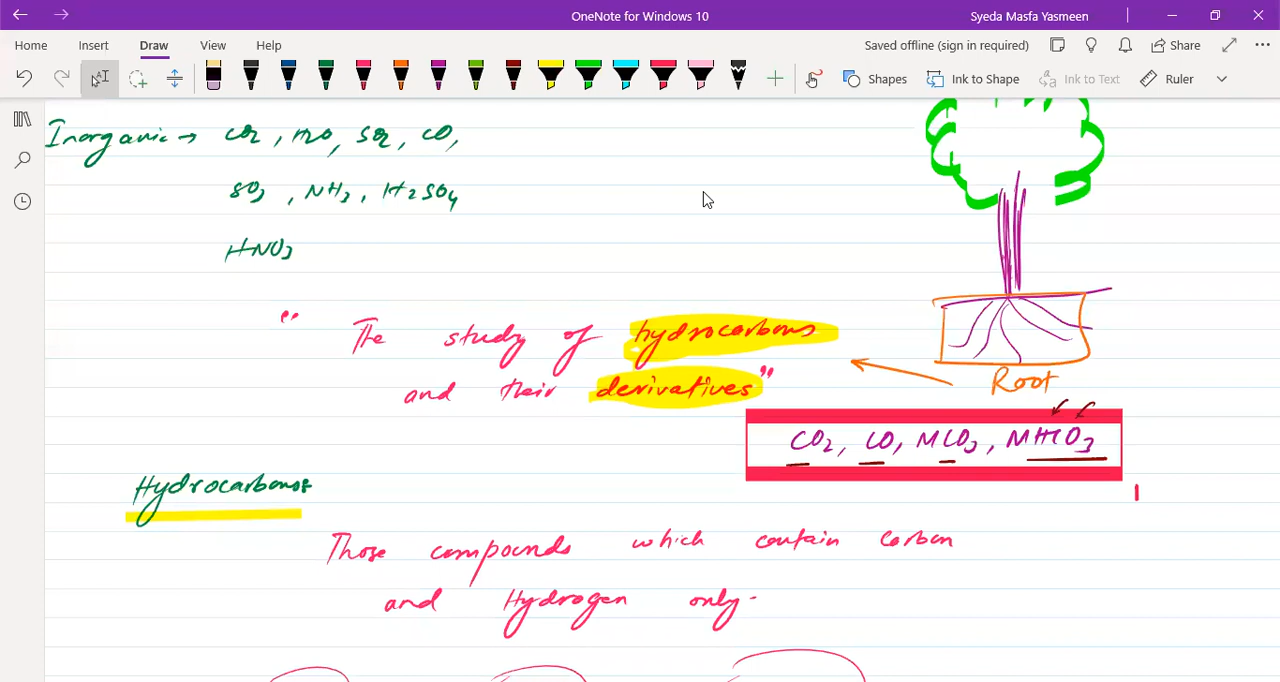 OneNote for Windows 10
Syeda Masfa Yasmeen
Home Insert Draw View Help
Saved offline (sign in required) Share
Shapes Ink to Shape Ink to Text Ruler
Inorganic → CO2, H2O, SO2, CO,
SO3, NH3, H2SO4
HNO3
" The study of hydrocarbons
and their derivatives"
Root
CO2, CO, MCO3, MHCO3
Hydrocarbons
Those compounds which contain carbon
and Hydrogen only.